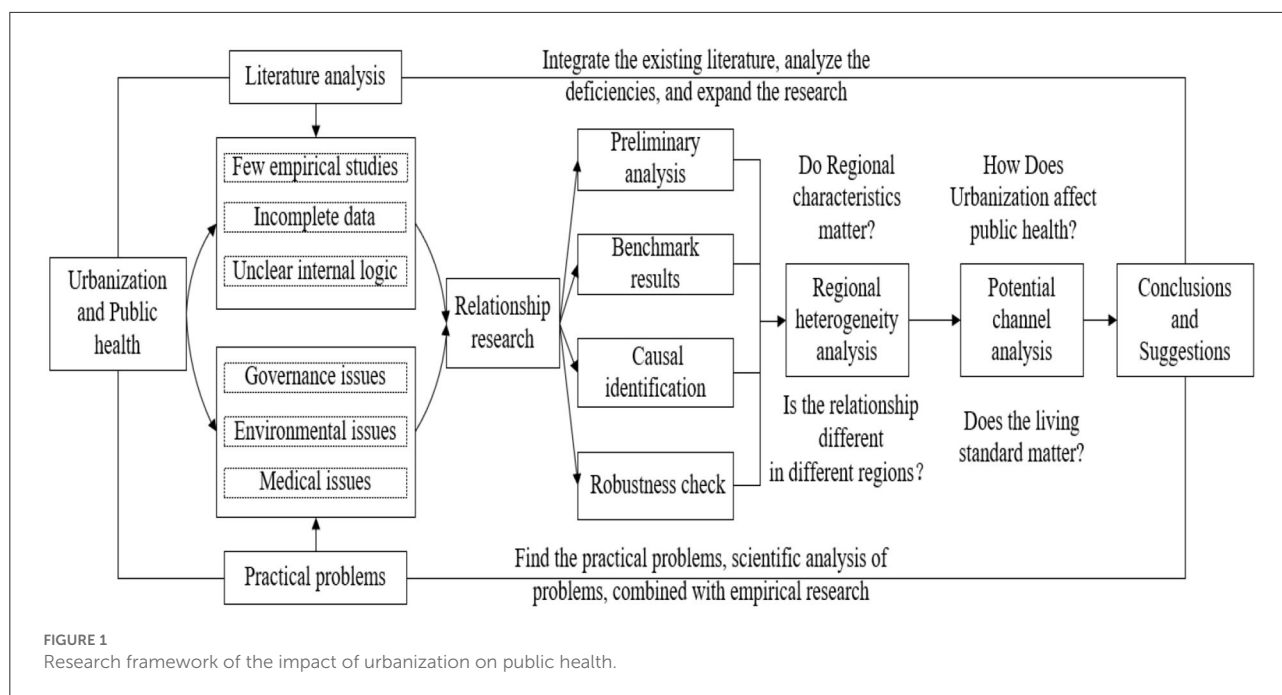 Literature analysis
Integrate the existing literature, analyze the
deficiencies, and expand the research
Few empirical studies
Incomplete data
Unclear internal logic
Urbanization
and Public
health
Governance issues
Environmental issues
Medical issues
Practical problems
Relationship
research
Preliminary
analysis
Benchmark
results
Causal
identification
Robustness check
Do Regional
characteristics
matter?
Regional
heterogeneity
analysis
Is the relationship
different
in different regions?
How Does
Urbanization affect
public health?
Potential
channel
analysis
Does the living
standard matter?
Conclusions
and
Suggestions
Find the practical problems, scientific analysis of
problems, combined with empirical research
FIGURE 1
Research framework of the impact of urbanization on public health.